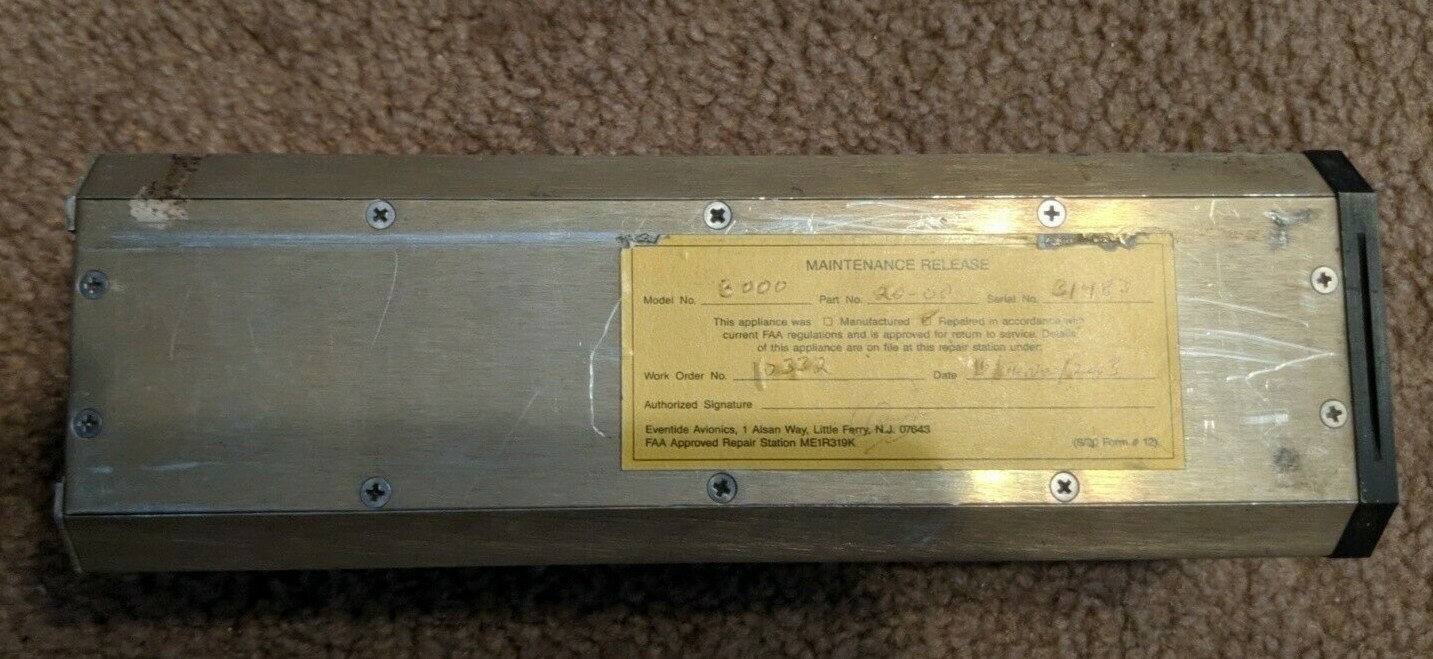 MAINTENANCE RELEASE
Model No. Part No. 20-00 Serial No. 31483
This appliance was ☐ Manufactured ☑ Repaired in accordance with
current FAA regulations and is approved for return to service. Details
of this appliance are on file at this repair station under:
Work Order No. Date
Authorized Signature
Eventide Avionics, 1 Alsan Way, Little Ferry, N.J. 07643
FAA Approved Repair Station ME1R319K (8/90 Form # 12)